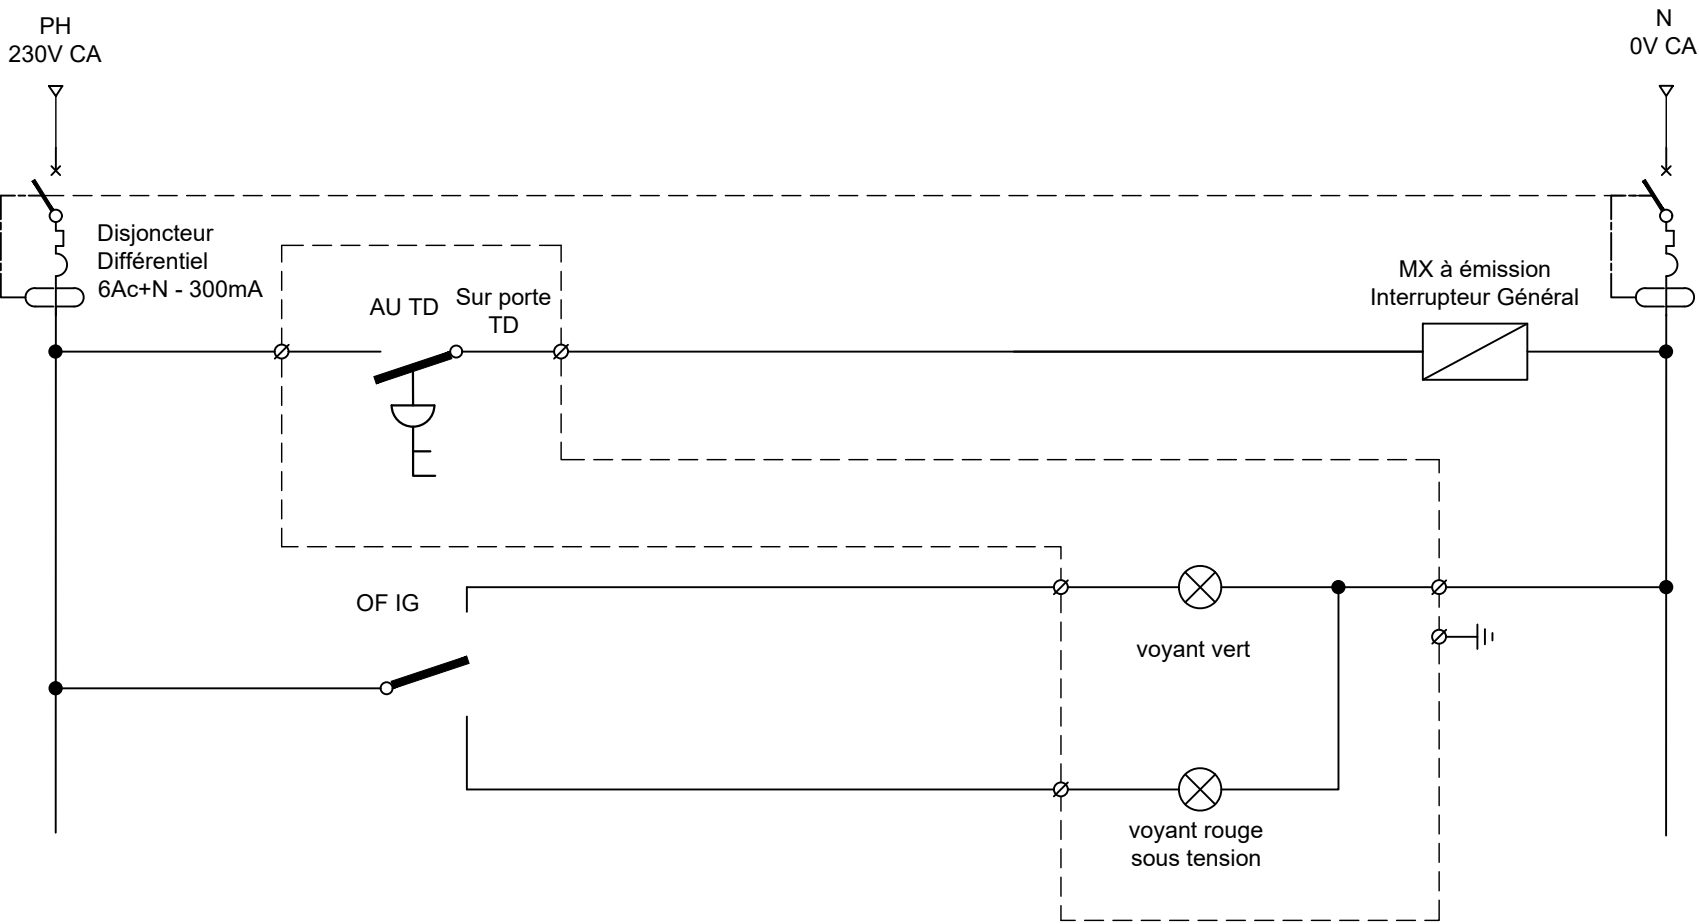 PH
230V CA
N
0V CA
Disjoncteur
Différentiel
6Ac+N - 300mA
AU TD
Sur porte
TD
MX à émission
Interrupteur Général
OF IG
voyant vert
voyant rouge
sous tension